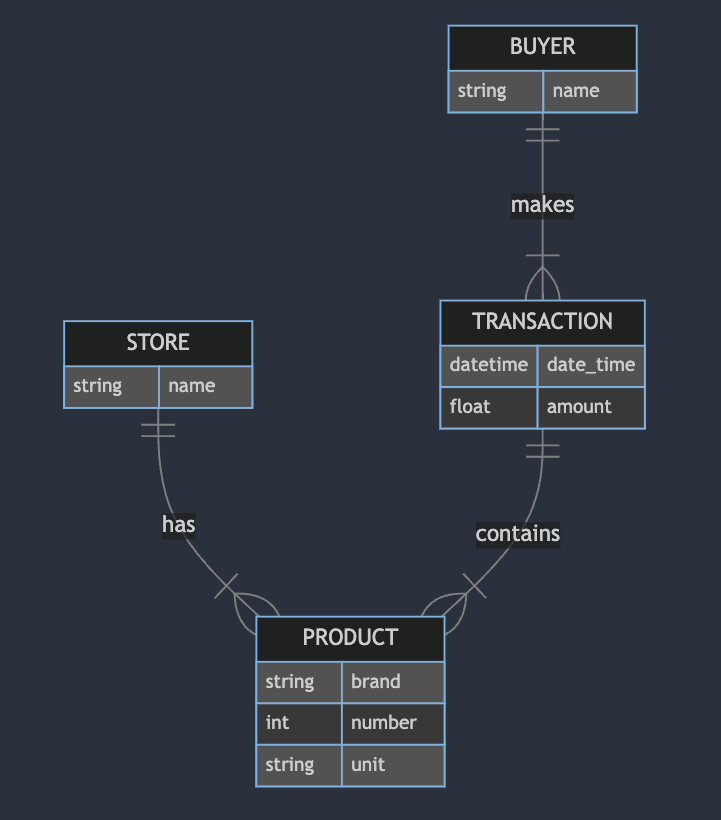 BUYER
string name
makes
TRANSACTION
datetime date_time
float amount
STORE
string name
has
contains
PRODUCT
string brand
int number
string unit